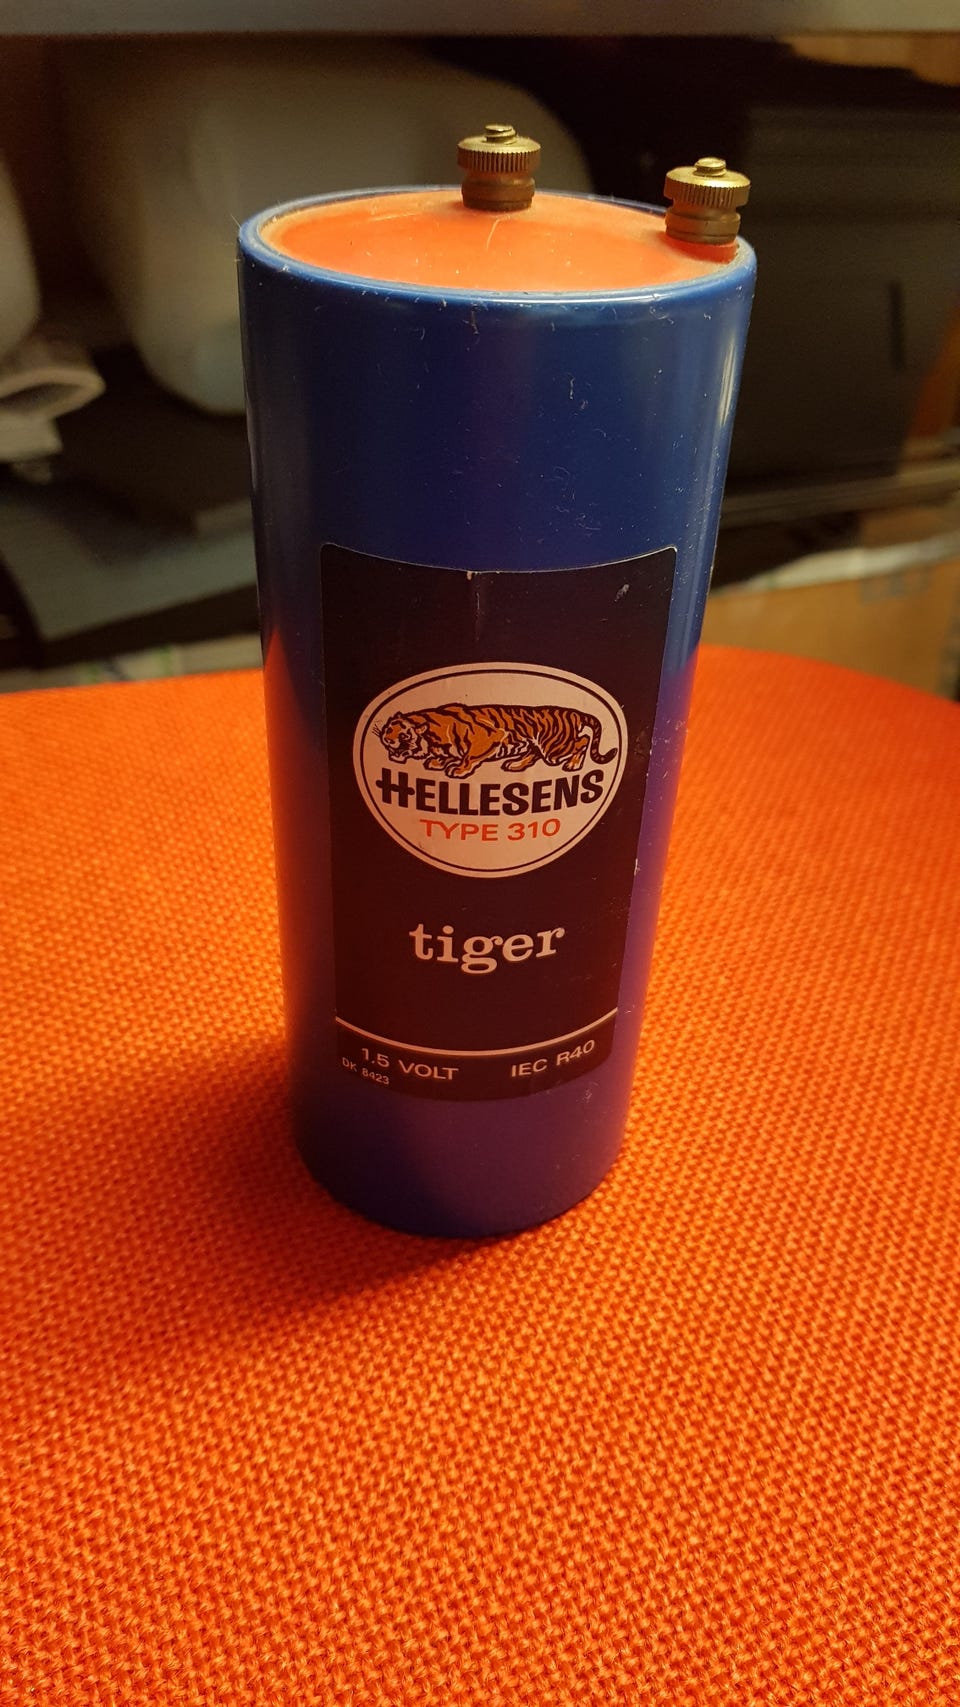 HELLESENS
TYPE 310
tiger
1.5 VOLT IEC R40
DK 8423